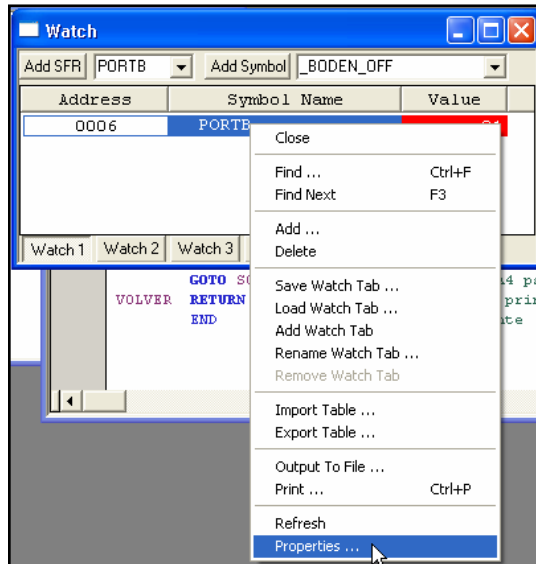 Watch
Add SFR PORTB Add Symbol _BODEN_OFF
Address Symbol Name Value
0006 PORTB
Close
Find ... Ctrl+F
Find Next F3
Add ...
Delete
Watch 1 Watch 2 Watch 3
Save Watch Tab ...
Load Watch Tab ...
Add Watch Tab
Rename Watch Tab ...
Remove Watch Tab
Import Table ...
Export Table ...
Output To File ...
Print ... Ctrl+P
Refresh
Properties ...
GOTO
VOLVER RETURN
END